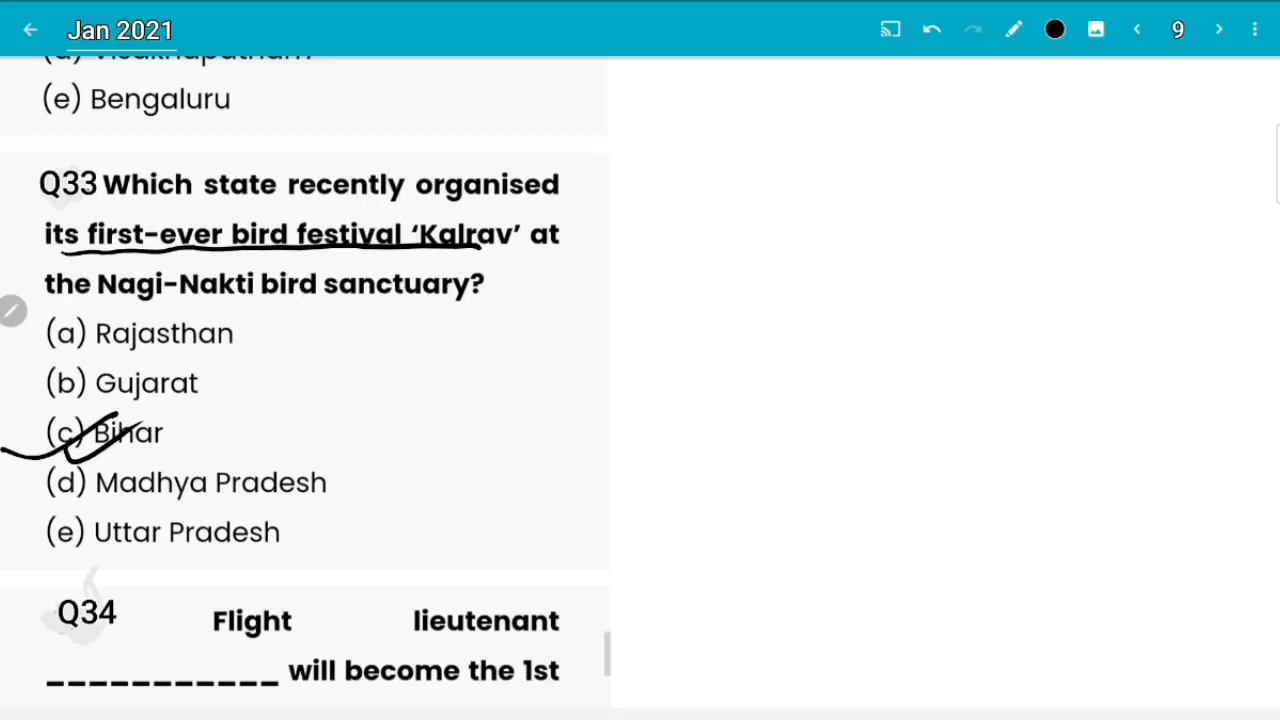 Jan 2021
9
(e) Bengaluru
Q33 Which state recently organised
its first-ever bird festival ‘Kalrav’ at
the Nagi-Nakti bird sanctuary?
(a) Rajasthan
(b) Gujarat
(c) Bihar
(d) Madhya Pradesh
(e) Uttar Pradesh
Q34 Flight lieutenant
___________ will become the 1st